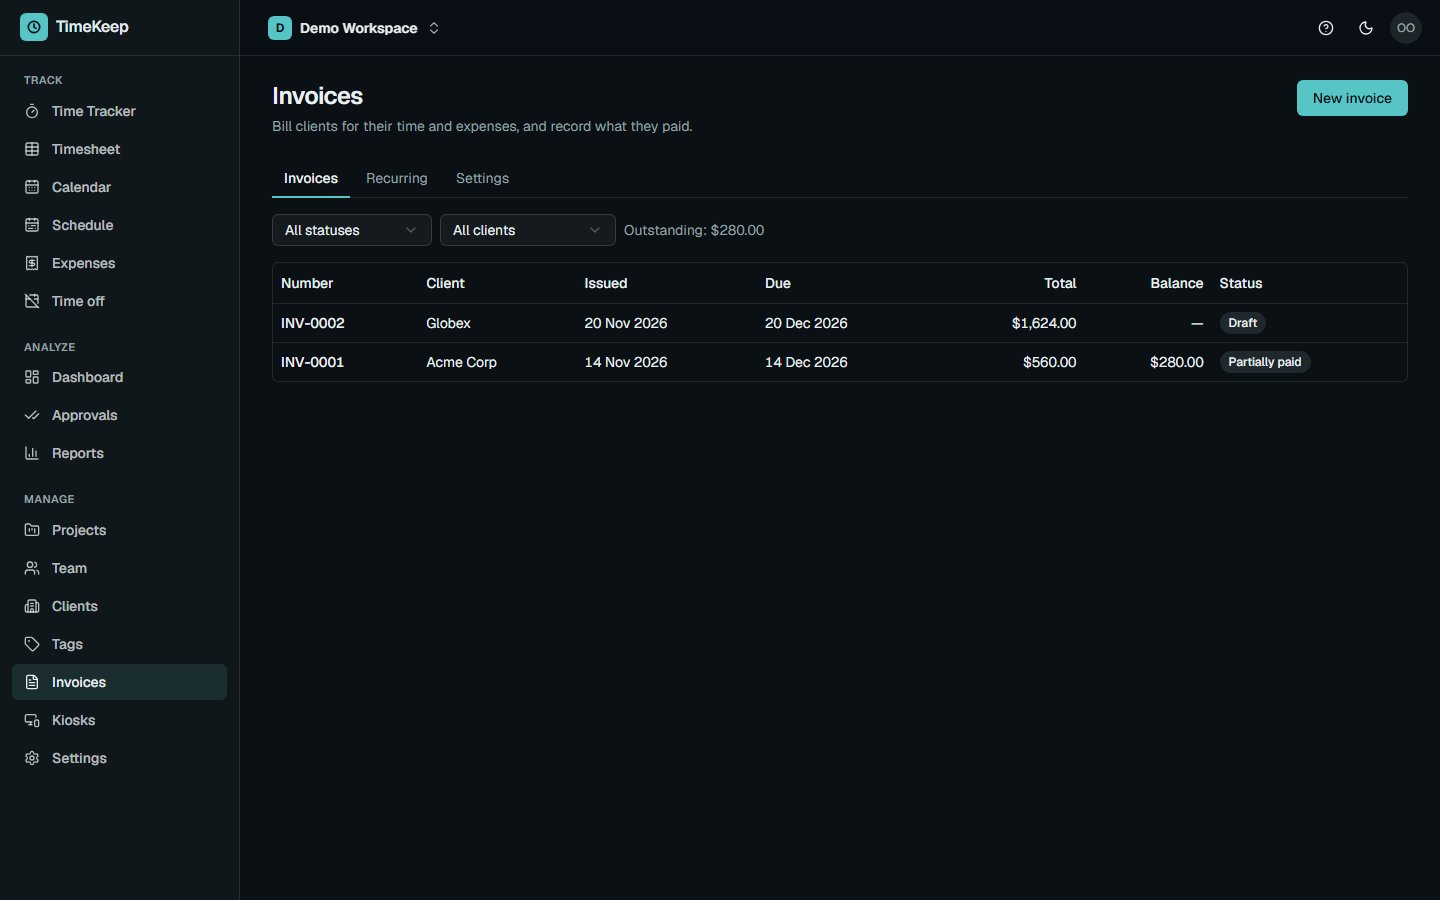 TimeKeep
D Demo Workspace
OO
TRACK
Time Tracker
Timesheet
Calendar
Schedule
Expenses
Time off
ANALYZE
Dashboard
Approvals
Reports
MANAGE
Projects
Team
Clients
Tags
Invoices
Kiosks
Settings
Invoices
New invoice
Bill clients for their time and expenses, and record what they paid.
Invoices Recurring Settings
All statuses All clients Outstanding: $280.00
Number Client Issued Due Total Balance Status
INV-0002 Globex 20 Nov 2026 20 Dec 2026 $1,624.00 — Draft
INV-0001 Acme Corp 14 Nov 2026 14 Dec 2026 $560.00 $280.00 Partially paid